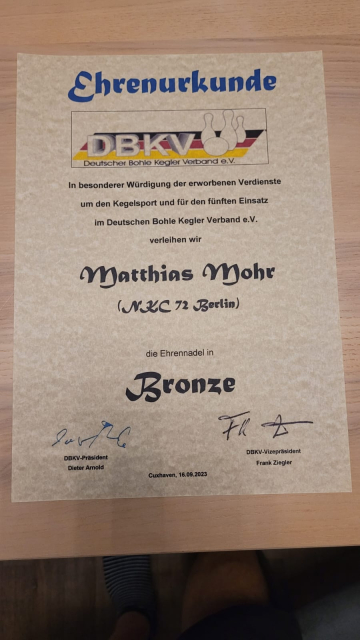 Ehrenurkunde
DBKV
Deutscher Bohle Kegler Verband e.V.
In besonderer Würdigung der erworbenen Verdienste
um den Kegelsport und für den fünften Einsatz
im Deutschen Bohle Kegler Verband e.V.
verleihen wir
Matthias Mohr
(NKC 72 Berlin)
die Ehrennadel in
Bronze
DBKV-Präsident
Dieter Arnold
Cuxhaven, 16.09.2023
DBKV-Vizepräsident
Frank Ziegler